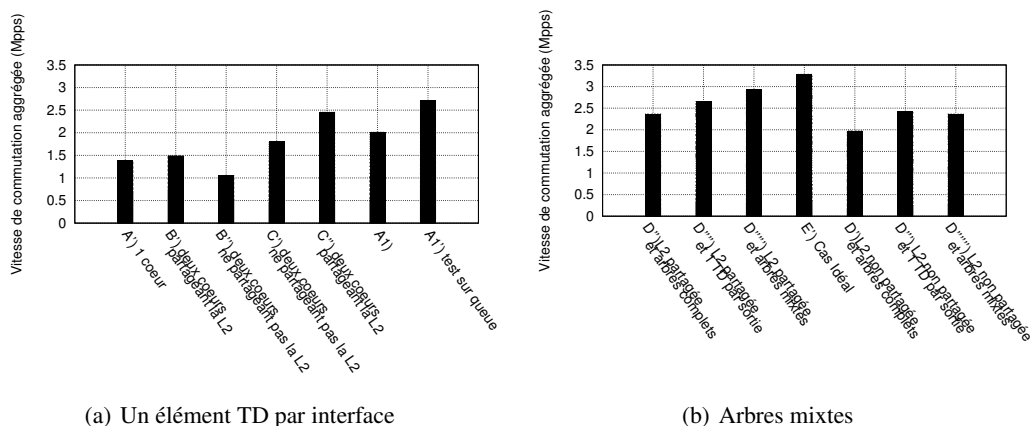 Vitesse de commutation aggrégée (Mpps)
3.5
3
2.5
2
1.5
1
0.5
0
A') 1 coeur
B') deux coeurs
partageant la L2
B'') deux coeurs
ne partageant pas la L2
C') deux coeurs
ne partageant pas la L2
C'') deux coeurs
partageant la L2
A1)
A1') test sur queue
(a) Un élément TD par interface
Vitesse de commutation aggrégée (Mpps)
3.5
3
2.5
2
1.5
1
0.5
0
D'')L2 partagée
et arbres complets
D'''') L2 partagée
et 1 TD par sortie
D''''') L2 partagée
et arbres mixtes
E') Cas Idéal
D')L2 non partagée
et arbres complets
D''') L2 non partagée
et 1 TD par sortie
D'''''') L2 non partagée
et arbres mixtes
(b) Arbres mixtes